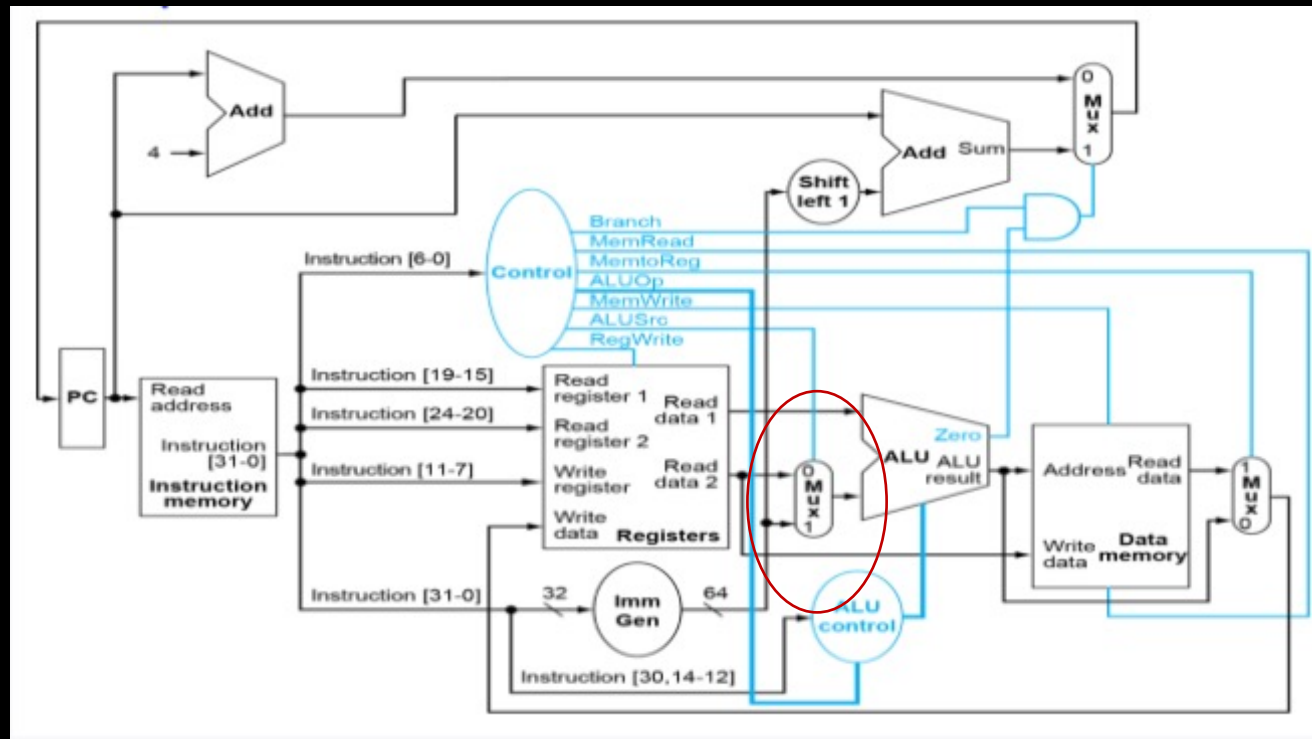 0
Mux
1
Add
4
Add Sum
Shift
left 1
Branch
MemRead
MemtoReg
ALUOp
MemWrite
ALUSrc
RegWrite
Control
Instruction [6-0]
Instruction [19-15]
Instruction [24-20]
Instruction [11-7]
Instruction [31-0]
Instruction [30,14-12]
PC
Read
address
Instruction
[31-0]
Instruction
memory
Read
register 1
Read
register 2
Write
register
Write
data
Read
data 1
Read
data 2
Registers
0
Mux
1
Zero
ALU
ALU
result
Address
Read
data
Write
data
Data
memory
1
Mux
0
32
Imm
Gen
64
ALU
control